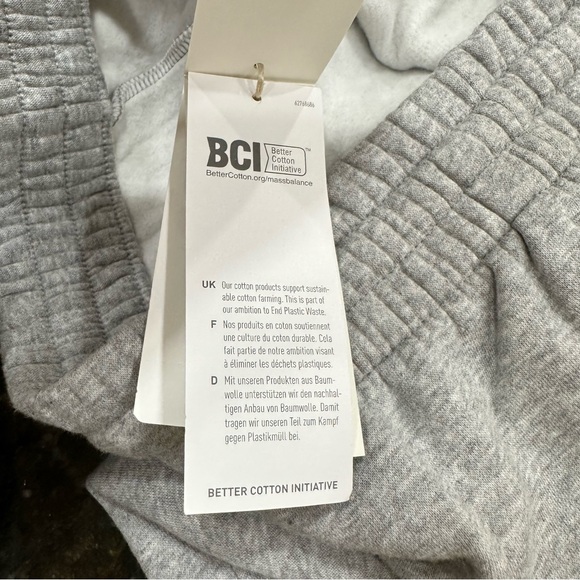 62768686
BCI Better
Cotton
Initiative™
BetterCotton.org/massbalance
UK Our cotton products support sustain-
able cotton farming. This is part of
our ambition to End Plastic Waste.
F Nos produits en coton soutiennent
une culture du coton durable. Cela
fait partie de notre ambition visant
à éliminer les déchets plastiques.
D Mit unseren Produkten aus Baum-
wolle unterstützen wir den nachhal-
tigen Anbau von Baumwolle. Damit
tragen wir unseren Teil zum Kampf
gegen Plastikmüll bei.
BETTER COTTON INITIATIVE